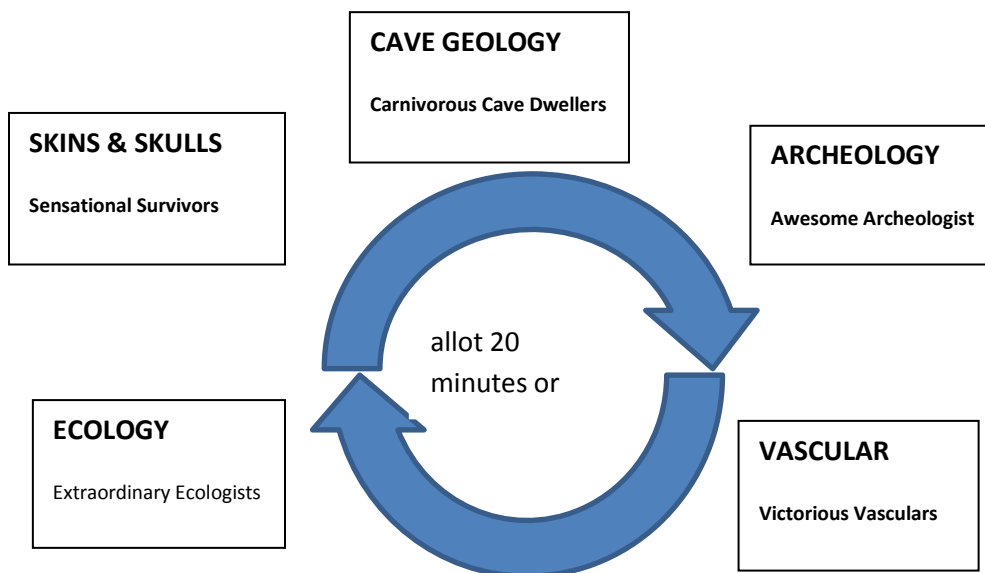 CAVE GEOLOGY
Carnivorous Cave Dwellers
SKINS & SKULLS
Sensational Survivors
ARCHEOLOGY
Awesome Archeologist
allot 20
minutes or
ECOLOGY
Extraordinary Ecologists
VASCULAR
Victorious Vasculars